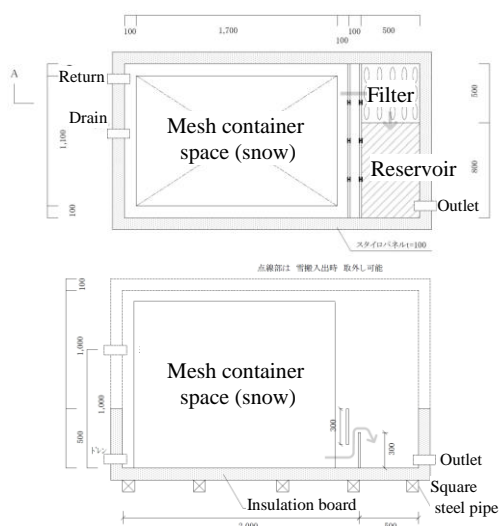 100
1,700
100
100
500
A
Return
Drain
Mesh container
space (snow)
Filter
Reservoir
Outlet
1,100
100
500
800
スタイロパネルt=100
点線部は 雪搬入出時 取外し可能
100
1,000
500
1,000
ドレン
Mesh container
space (snow)
300
300
Outlet
Square
steel pipe
Insulation board
2,000
500